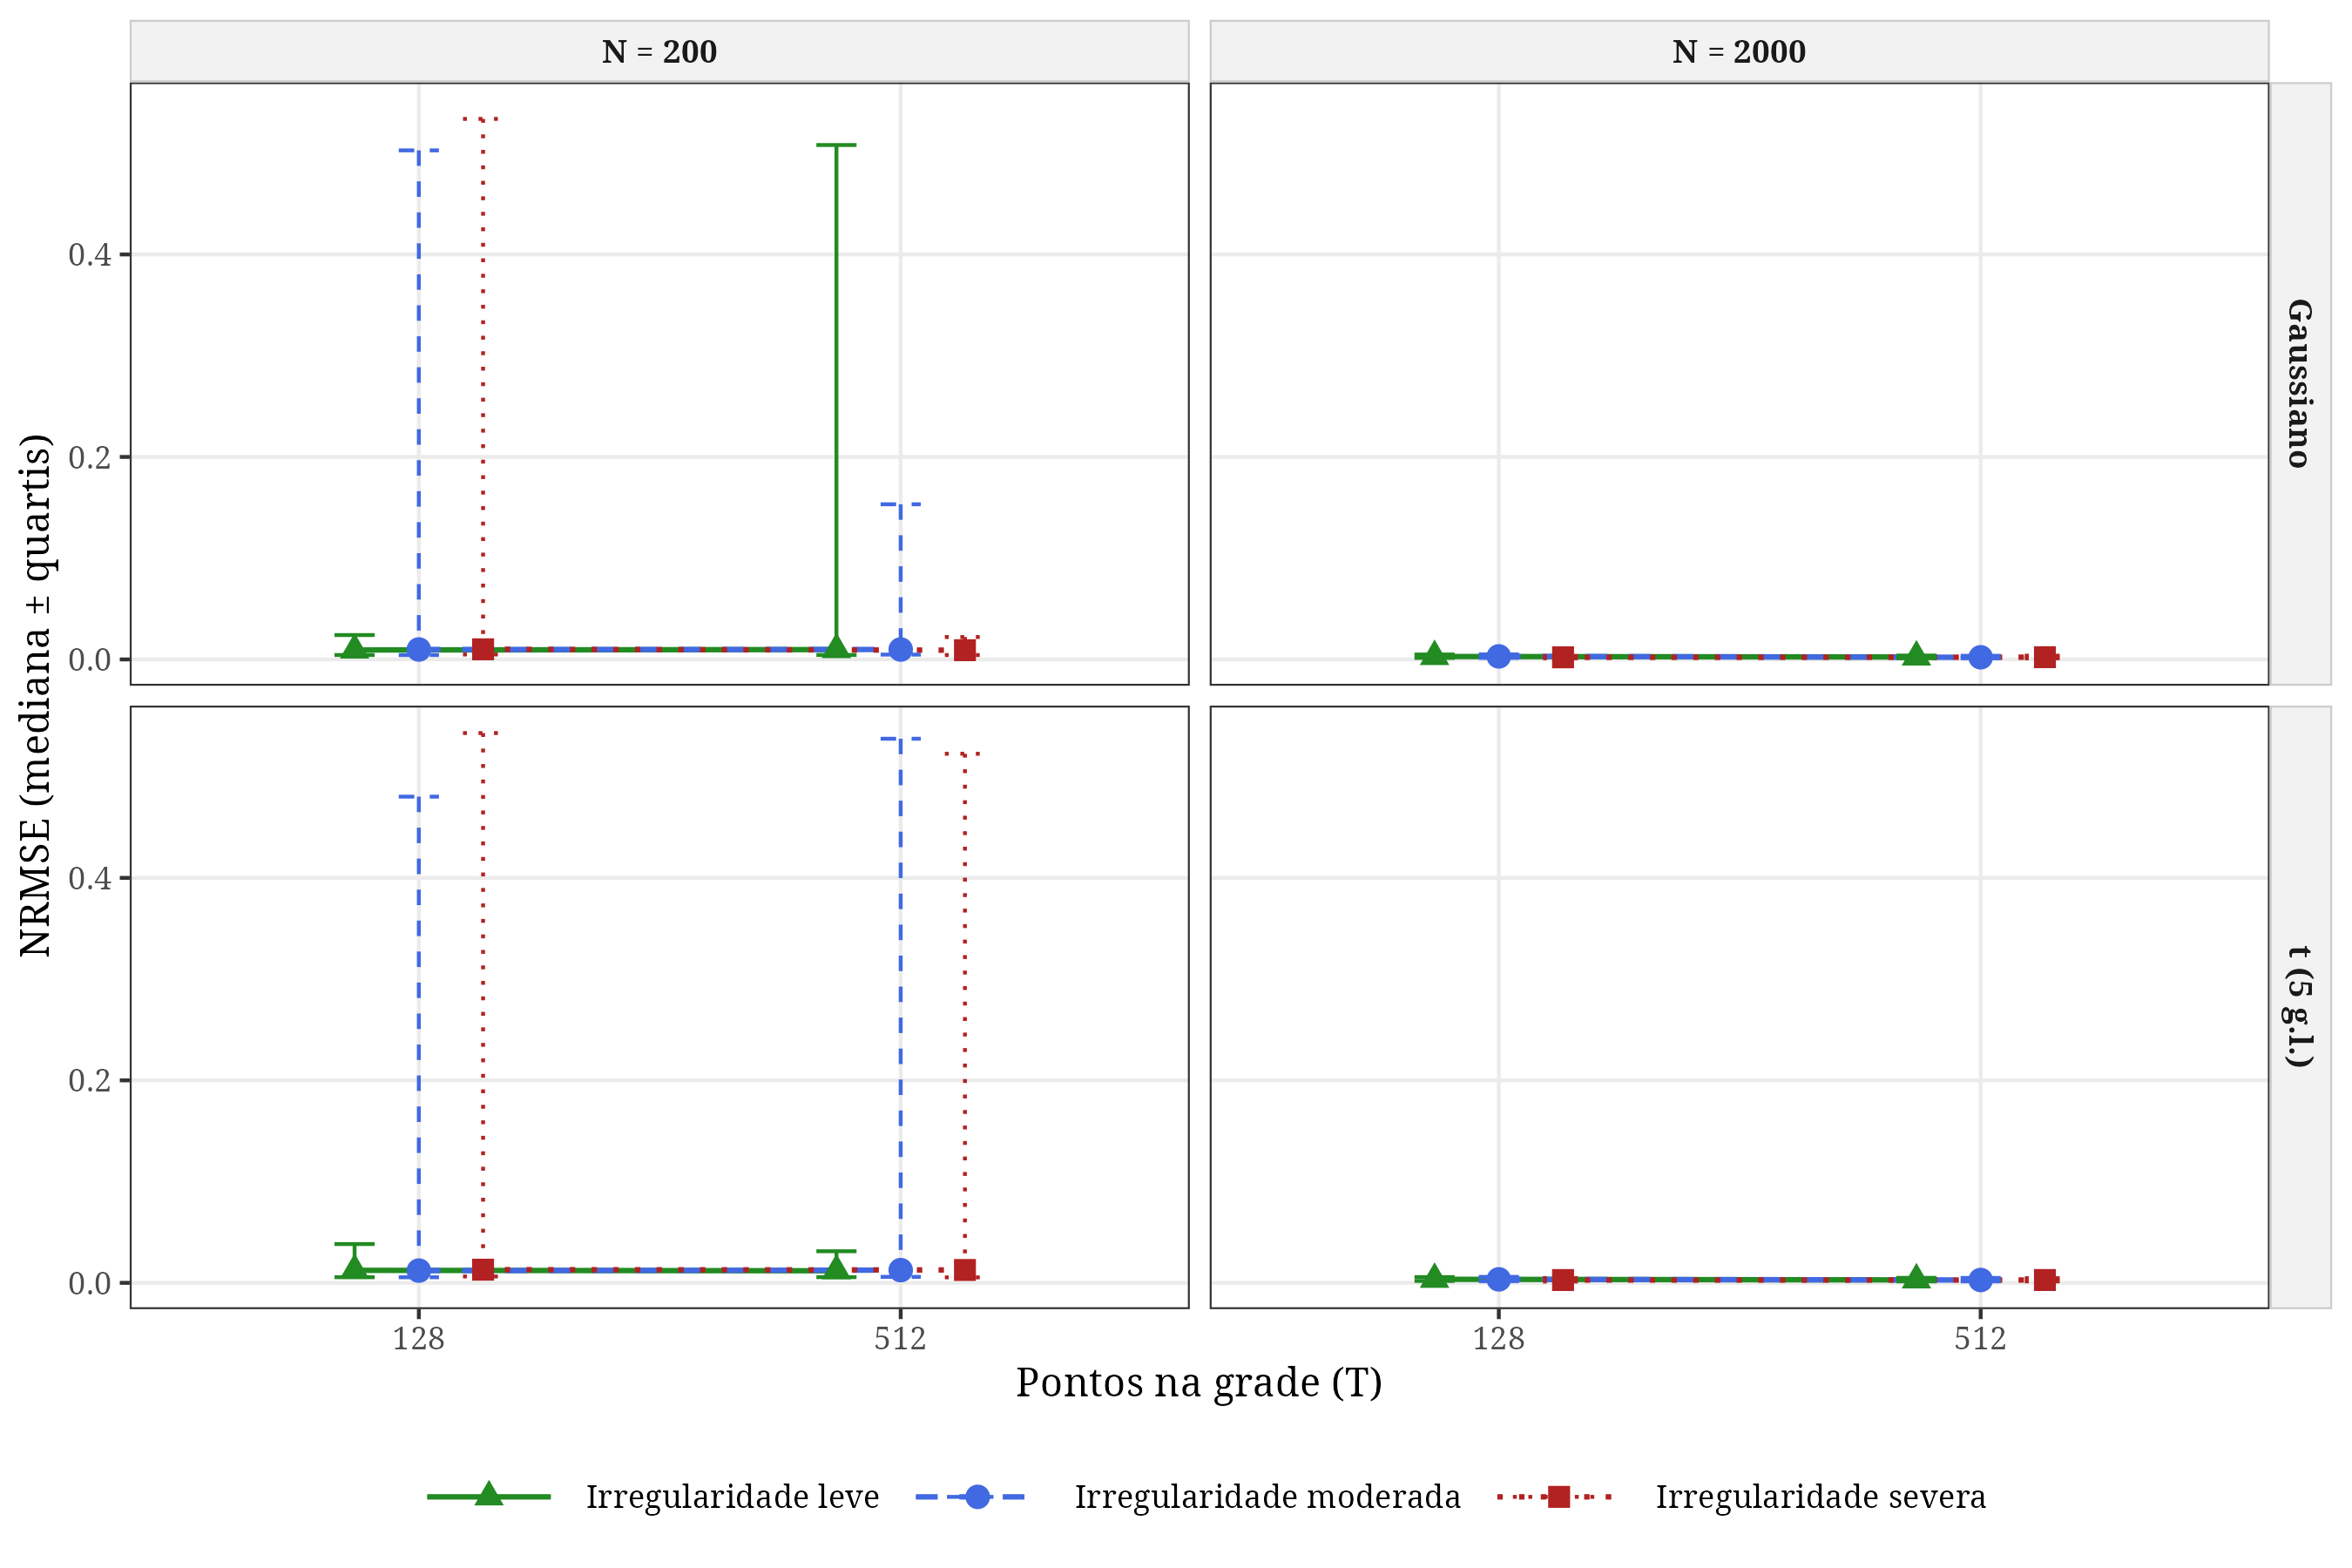 N = 200
N = 2000
NRMSE (mediana ± quartis)
0.4
0.2
0.0
Gaussiano
0.4
0.2
0.0
t (5 g.l.)
128
512
128
512
Pontos na grade (T)
Irregularidade leve
Irregularidade moderada
Irregularidade severa